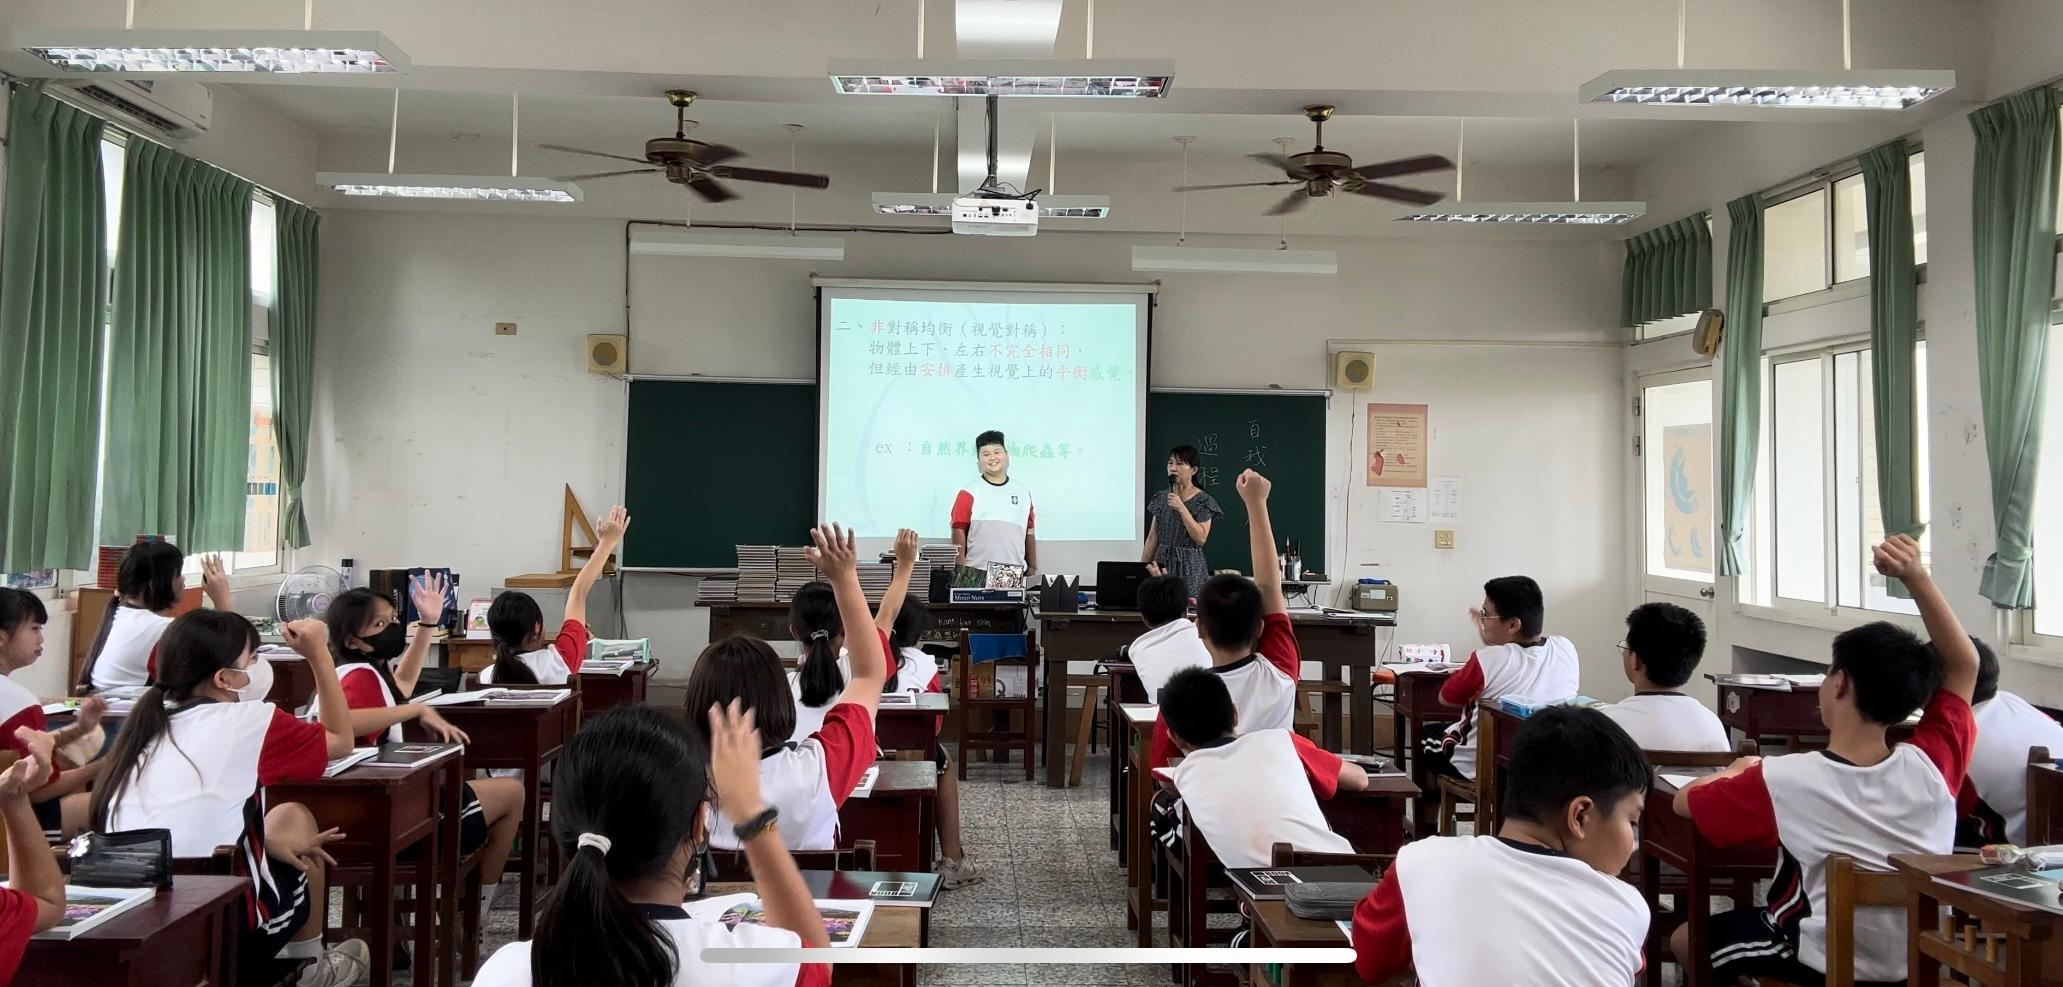 二、非對稱均衡（視覺對稱）：
物體上下、左右不完全相同，
但經由安排產生視覺上的平衡感覺。
ex ：自然界
物爬蟲等。
自我
過程